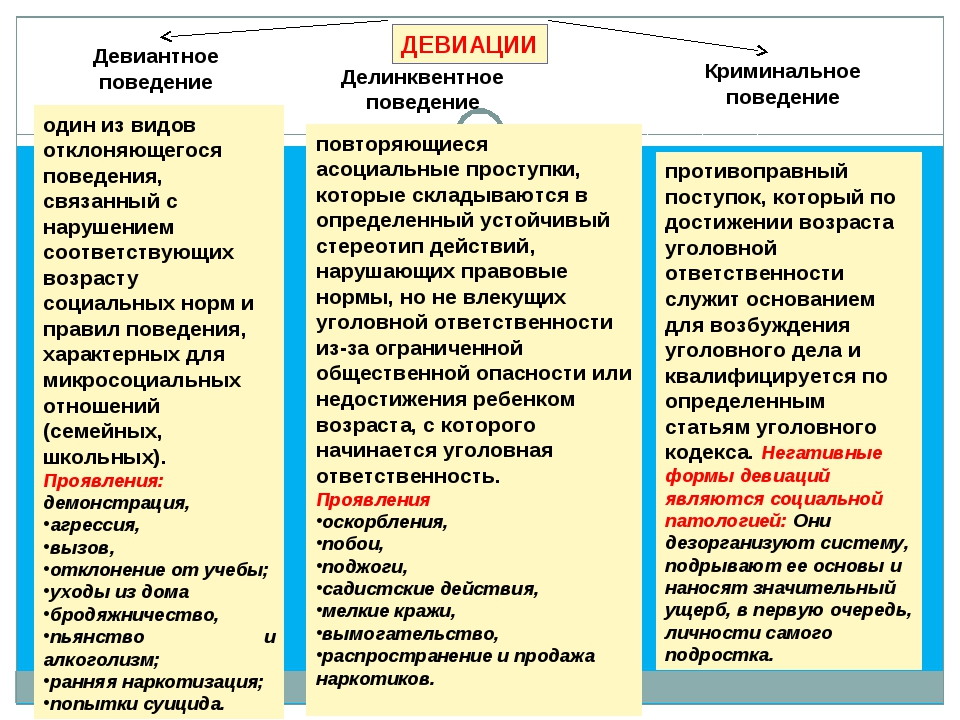 ДЕВИАЦИИ
Девиантное
поведение
один из видов
отклоняющегося
поведения,
связанный с
нарушением
соответствующих
возрасту
социальных норм и
правил поведения,
характерных для
микросоциальных
отношений
(семейных,
школьных).
Проявления:
демонстрация,
•агрессия,
•вызов,
•отклонение от учебы;
•уходы из дома
•бродяжничество,
•пьянство и
алкоголизм;
•ранняя наркотизация;
•попытки суицида.
Делинквентное
поведение
повторяющиеся
асоциальные проступки,
которые складываются в
определенный устойчивый
стереотип действий,
нарушающих правовые
нормы, но не влекущих
уголовной ответственности
из-за ограниченной
общественной опасности или
недостижения ребенком
возраста, с которого
начинается уголовная
ответственность.
Проявления
•оскорбления,
•побои,
•поджоги,
•садистские действия,
•мелкие кражи,
•вымогательство,
•распространение и продажа
наркотиков.
Криминальное
поведение
противоправный
поступок, который по
достижении возраста
уголовной
ответственности
служит основанием
для возбуждения
уголовного дела и
квалифицируется по
определенным
статьям уголовного
кодекса. Негативные
формы девиаций
являются социальной
патологией: Они
дезорганизуют систему,
подрывают ее основы и
наносят значительный
ущерб, в первую очередь,
личности самого
подростка.